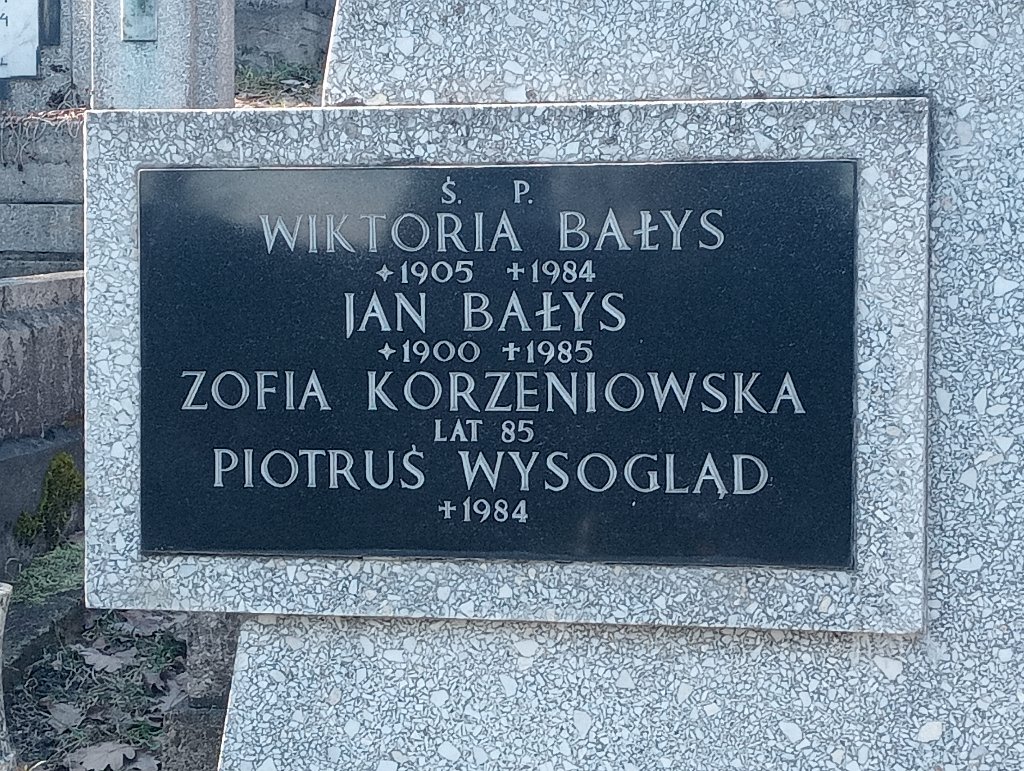 Ś. P.
WIKTORIA BAŁYS
✦1905 ✝1984
JAN BAŁYS
✦1900 ✝1985
ZOFIA KORZENIOWSKA
LAT 85
PIOTRUŚ WYSOGLĄD
✝1984